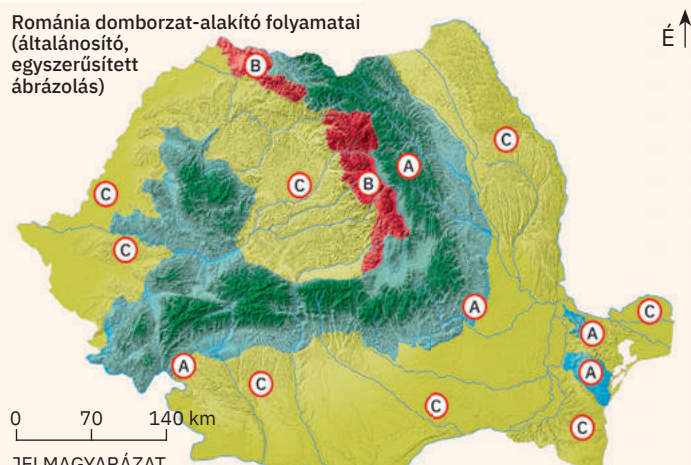 Románia domborzat-alakító folyamatai
(általánosító,
egyszerűsített
ábrázolás)
É
B
A
C
C
C
B
C
A
C
A
A
A
C
C
C
0 70 140 km
JELMAGYARÁZAT